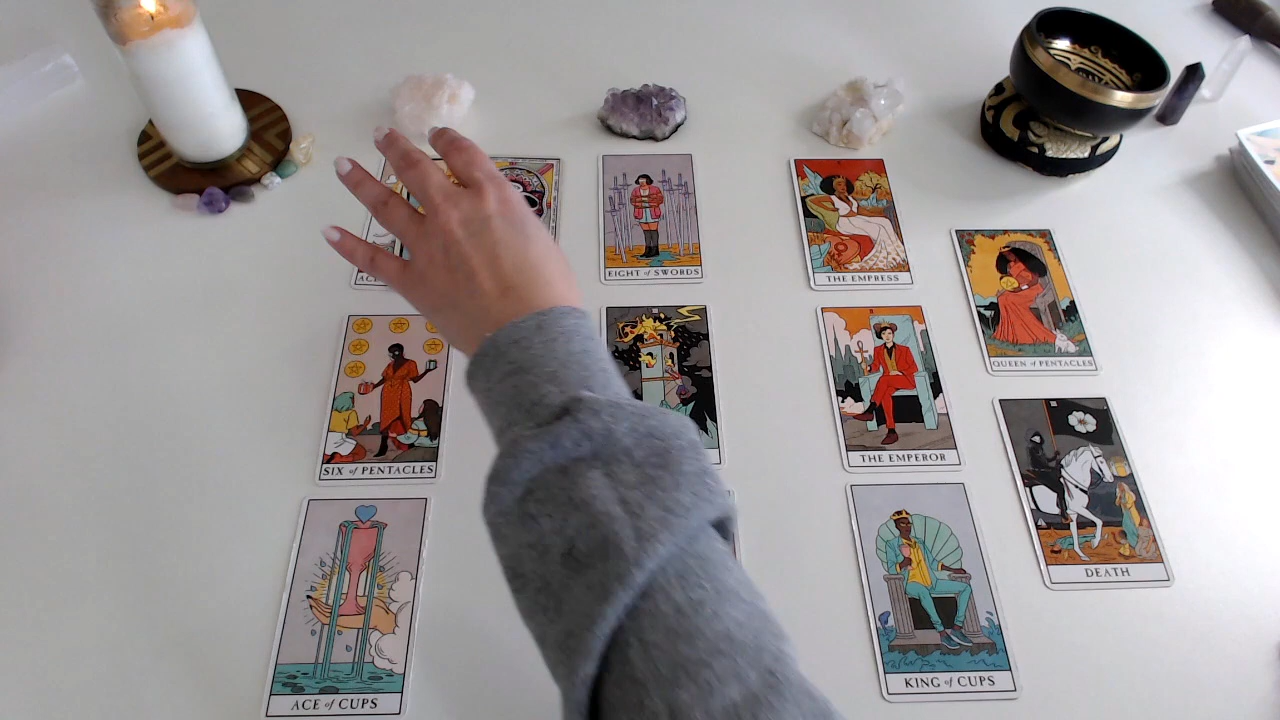 EIGHT of SWORDS
THE EMPRESS
QUEEN of PENTACLES
SIX of PENTACLES
THE EMPEROR
DEATH
ACE of CUPS
KING of CUPS